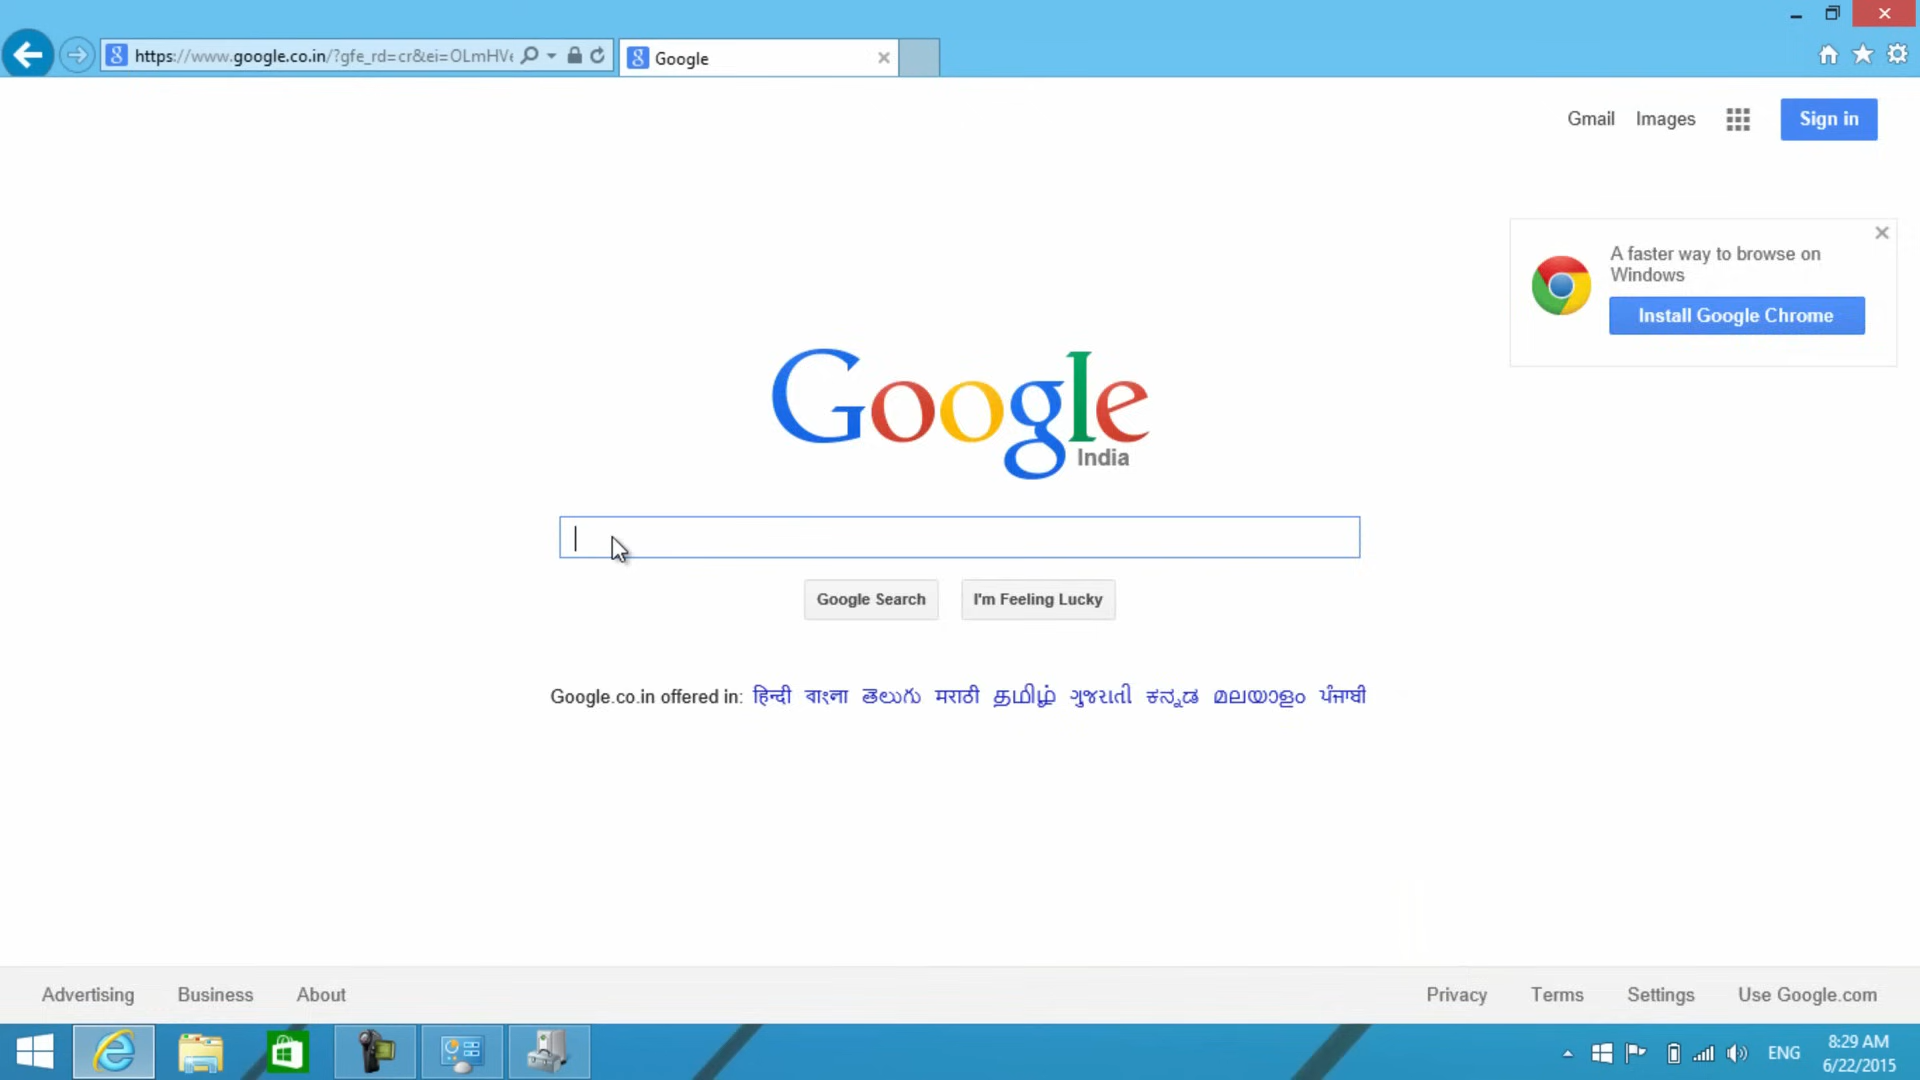 https://www.google.co.in/?gfe_rd=cr&ei=OLmHV
Google
Gmail Images Sign in
A faster way to browse on
Windows
Install Google Chrome
Google
India
Google Search I'm Feeling Lucky
Google.co.in offered in: हिन्दी বাংলা తెలుగు मराठी தமிழ் ગુજરાતી ಕನ್ನಡ മലയാളം ਪੰਜਾਬੀ
Advertising Business About Privacy Terms Settings Use Google.com
ENG
8:29 AM
6/22/2015